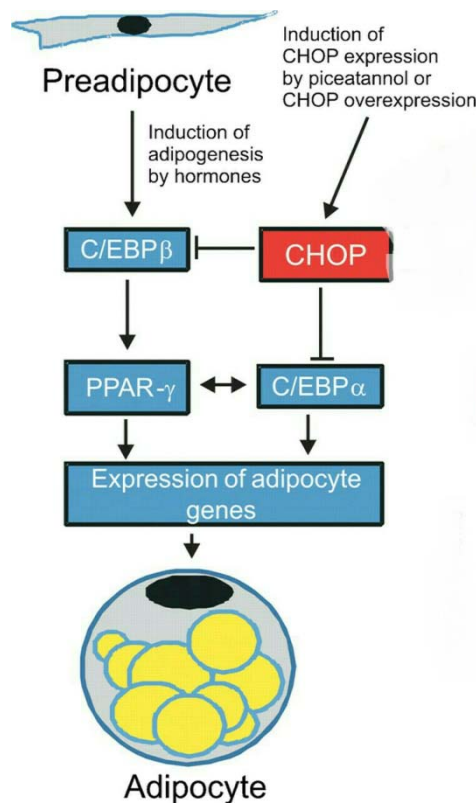 Preadipocyte
Induction of
CHOP expression
by piceatannol or
CHOP overexpression
Induction of
adipogenesis
by hormones
C/EBPβ
CHOP
PPAR-γ
C/EBPα
Expression of adipocyte
genes
Adipocyte